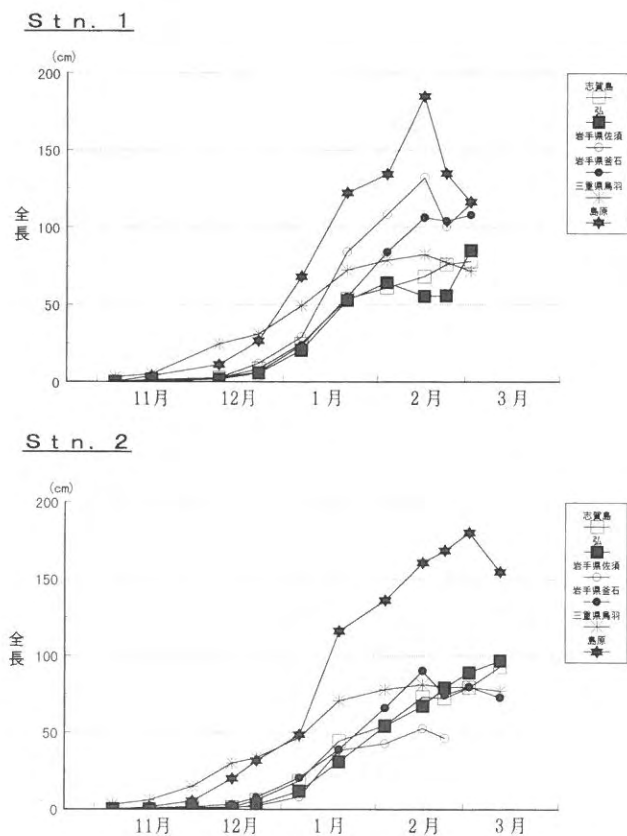 Stn. 1
(cm)
200
150
100
50
0
全長
11月
12月
1月
2月
3月
志賀島
弘
岩手県佐須
岩手県釜石
三重県鳥羽
島原
Stn. 2
(cm)
200
150
100
50
0
全長
11月
12月
1月
2月
3月
志賀島
弘
岩手県佐須
岩手県釜石
三重県鳥羽
島原